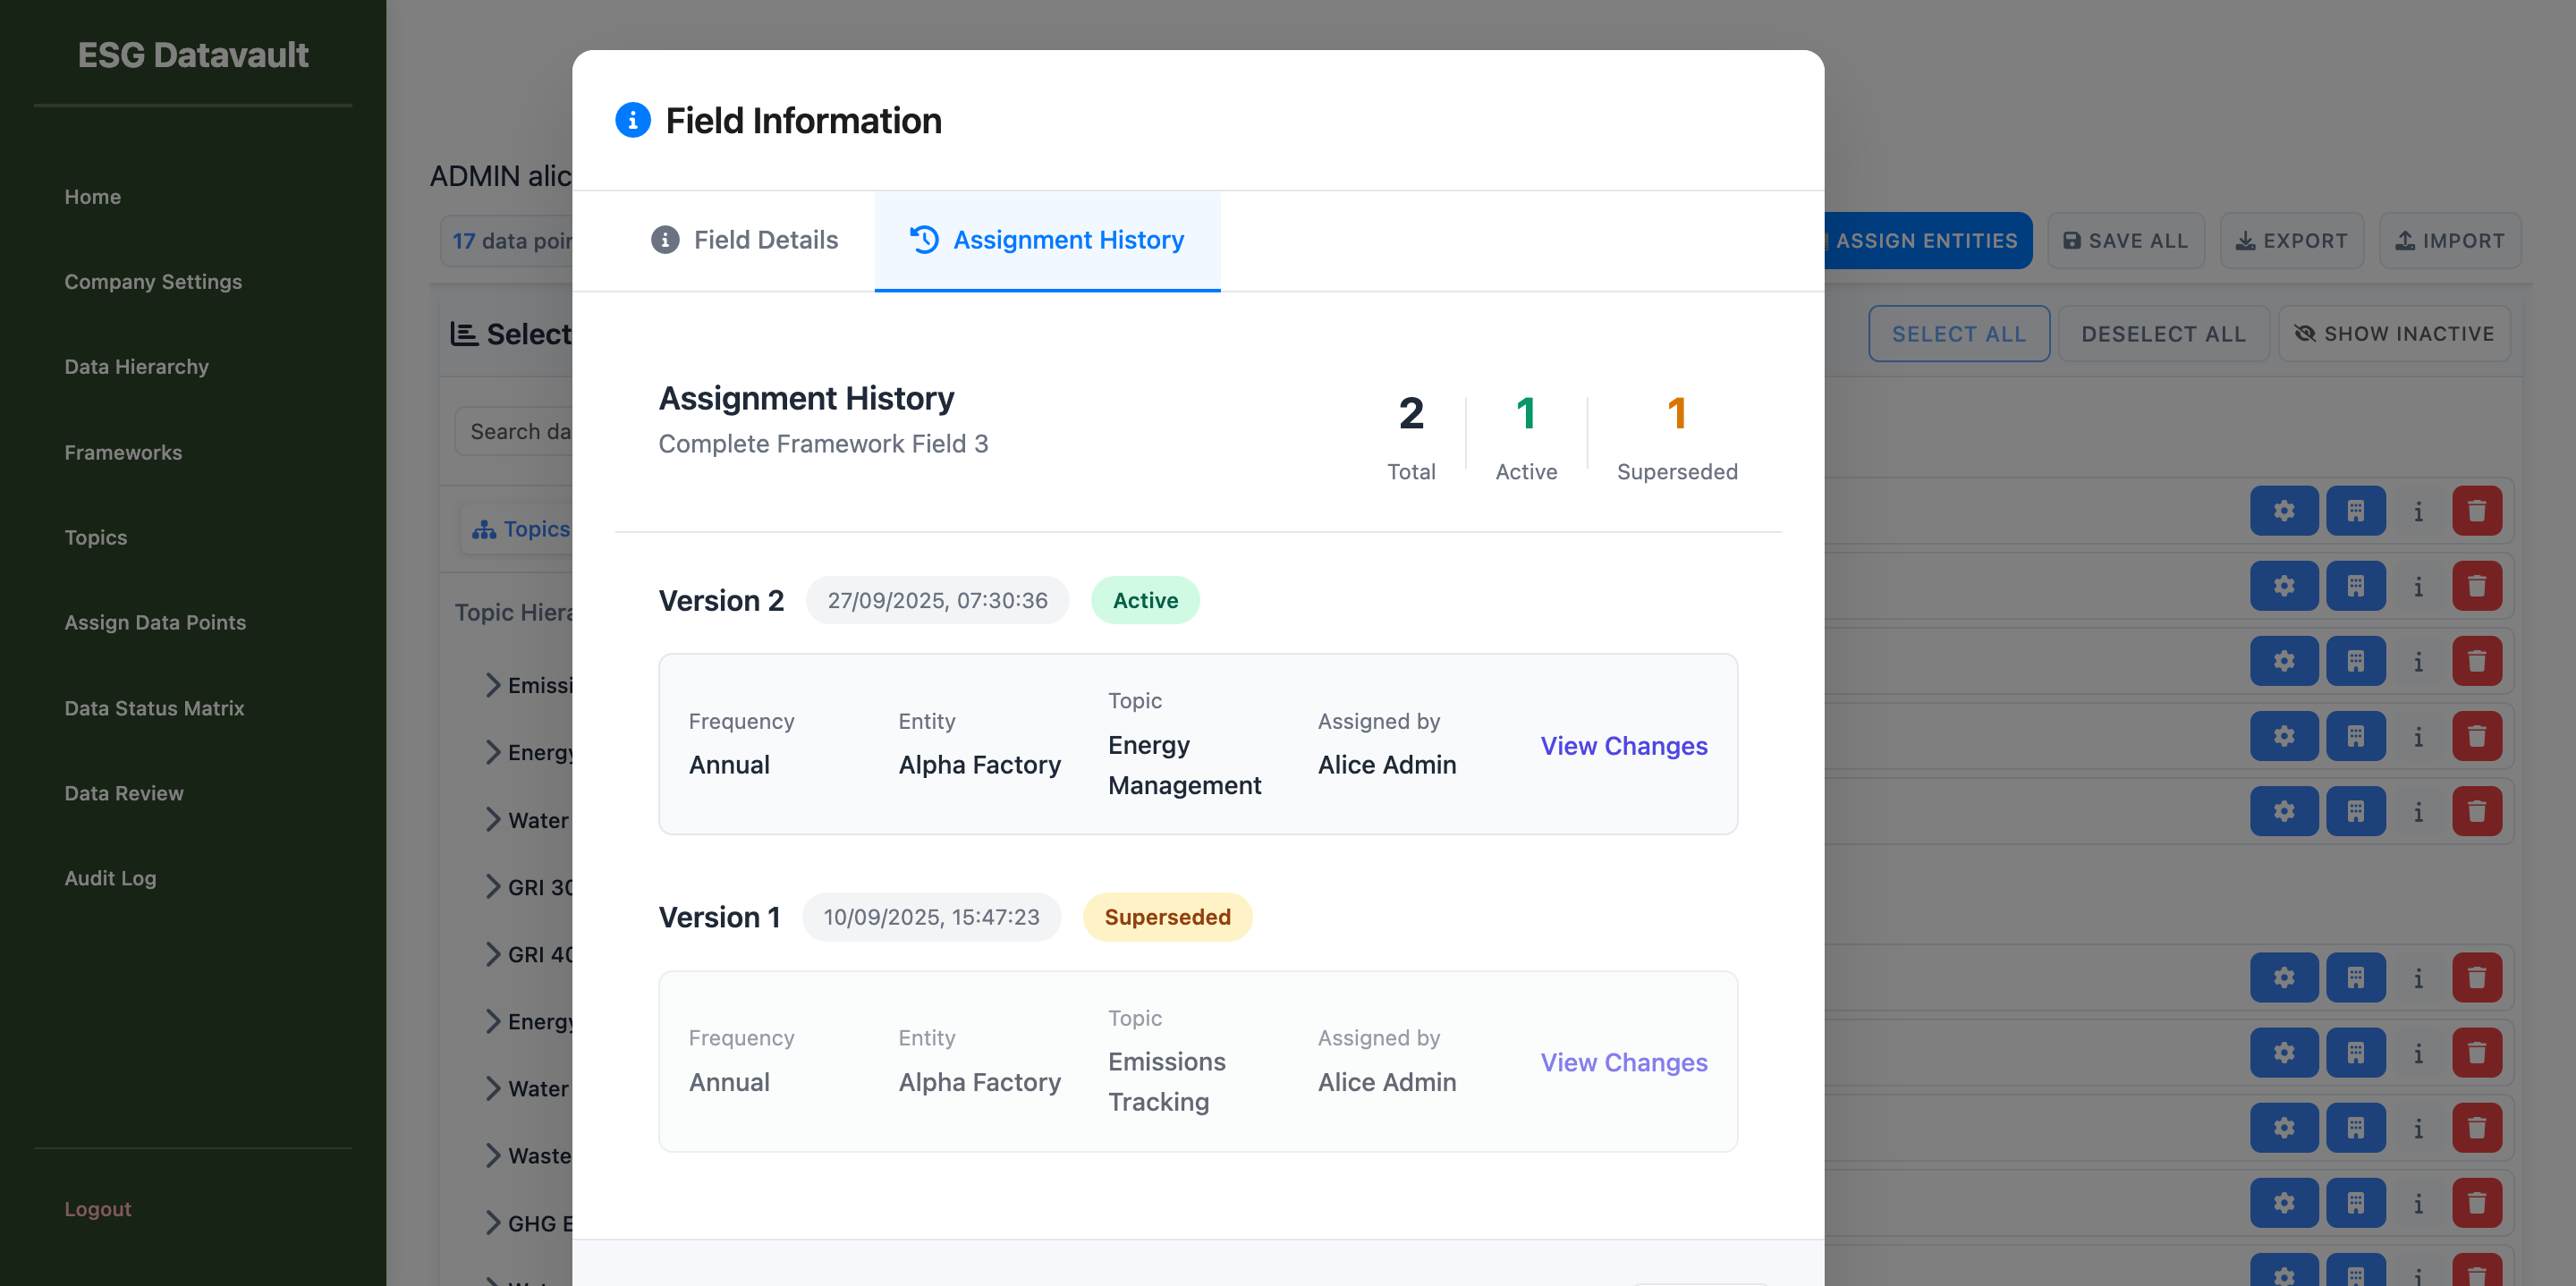 ESG Datavault
Home
Company Settings
Data Hierarchy
Frameworks
Topics
Assign Data Points
Data Status Matrix
Data Review
Audit Log
Logout
ADMIN alic
17 data poin
ASSIGN ENTITIES
SAVE ALL
EXPORT
IMPORT
Select
SELECT ALL
DESELECT ALL
SHOW INACTIVE
Search da
Topics
Topic Hiera
Emissi
Energy
Water
GRI 30
GRI 40
Energy
Water
Waste
GHG E
Field Information
Field Details
Assignment History
Assignment History
Complete Framework Field 3
2
Total
1
Active
1
Superseded
Version 2
27/09/2025, 07:30:36
Active
Frequency
Annual
Entity
Alpha Factory
Topic
Energy
Management
Assigned by
Alice Admin
View Changes
Version 1
10/09/2025, 15:47:23
Superseded
Frequency
Annual
Entity
Alpha Factory
Topic
Emissions
Tracking
Assigned by
Alice Admin
View Changes